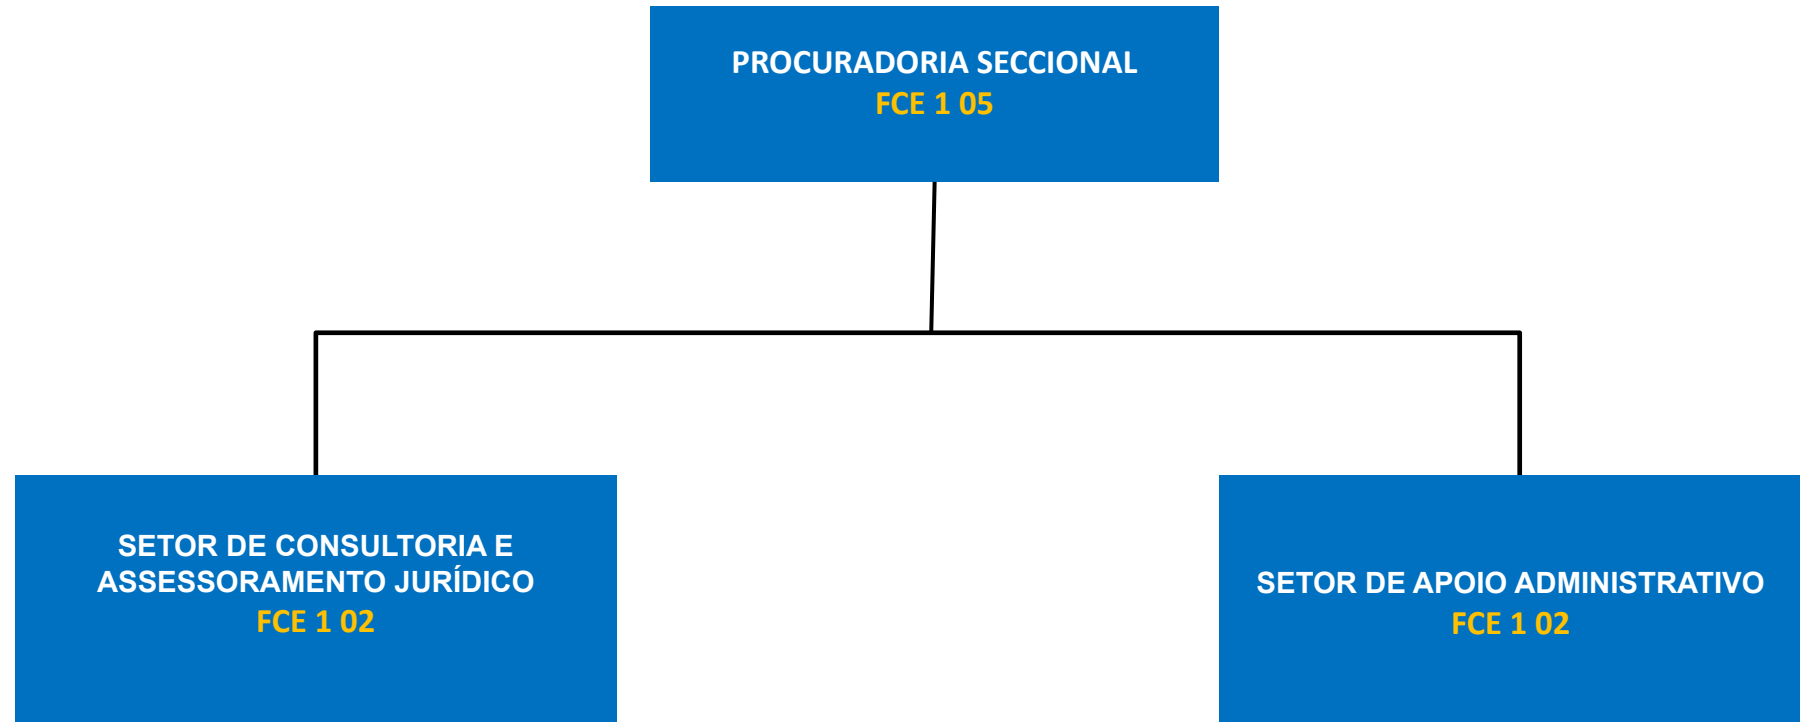 PROCURADORIA SECCIONAL
FCE 1 05
SETOR DE CONSULTORIA E
ASSESSORAMENTO JURÍDICO
FCE 1 02
SETOR DE APOIO ADMINISTRATIVO
FCE 1 02